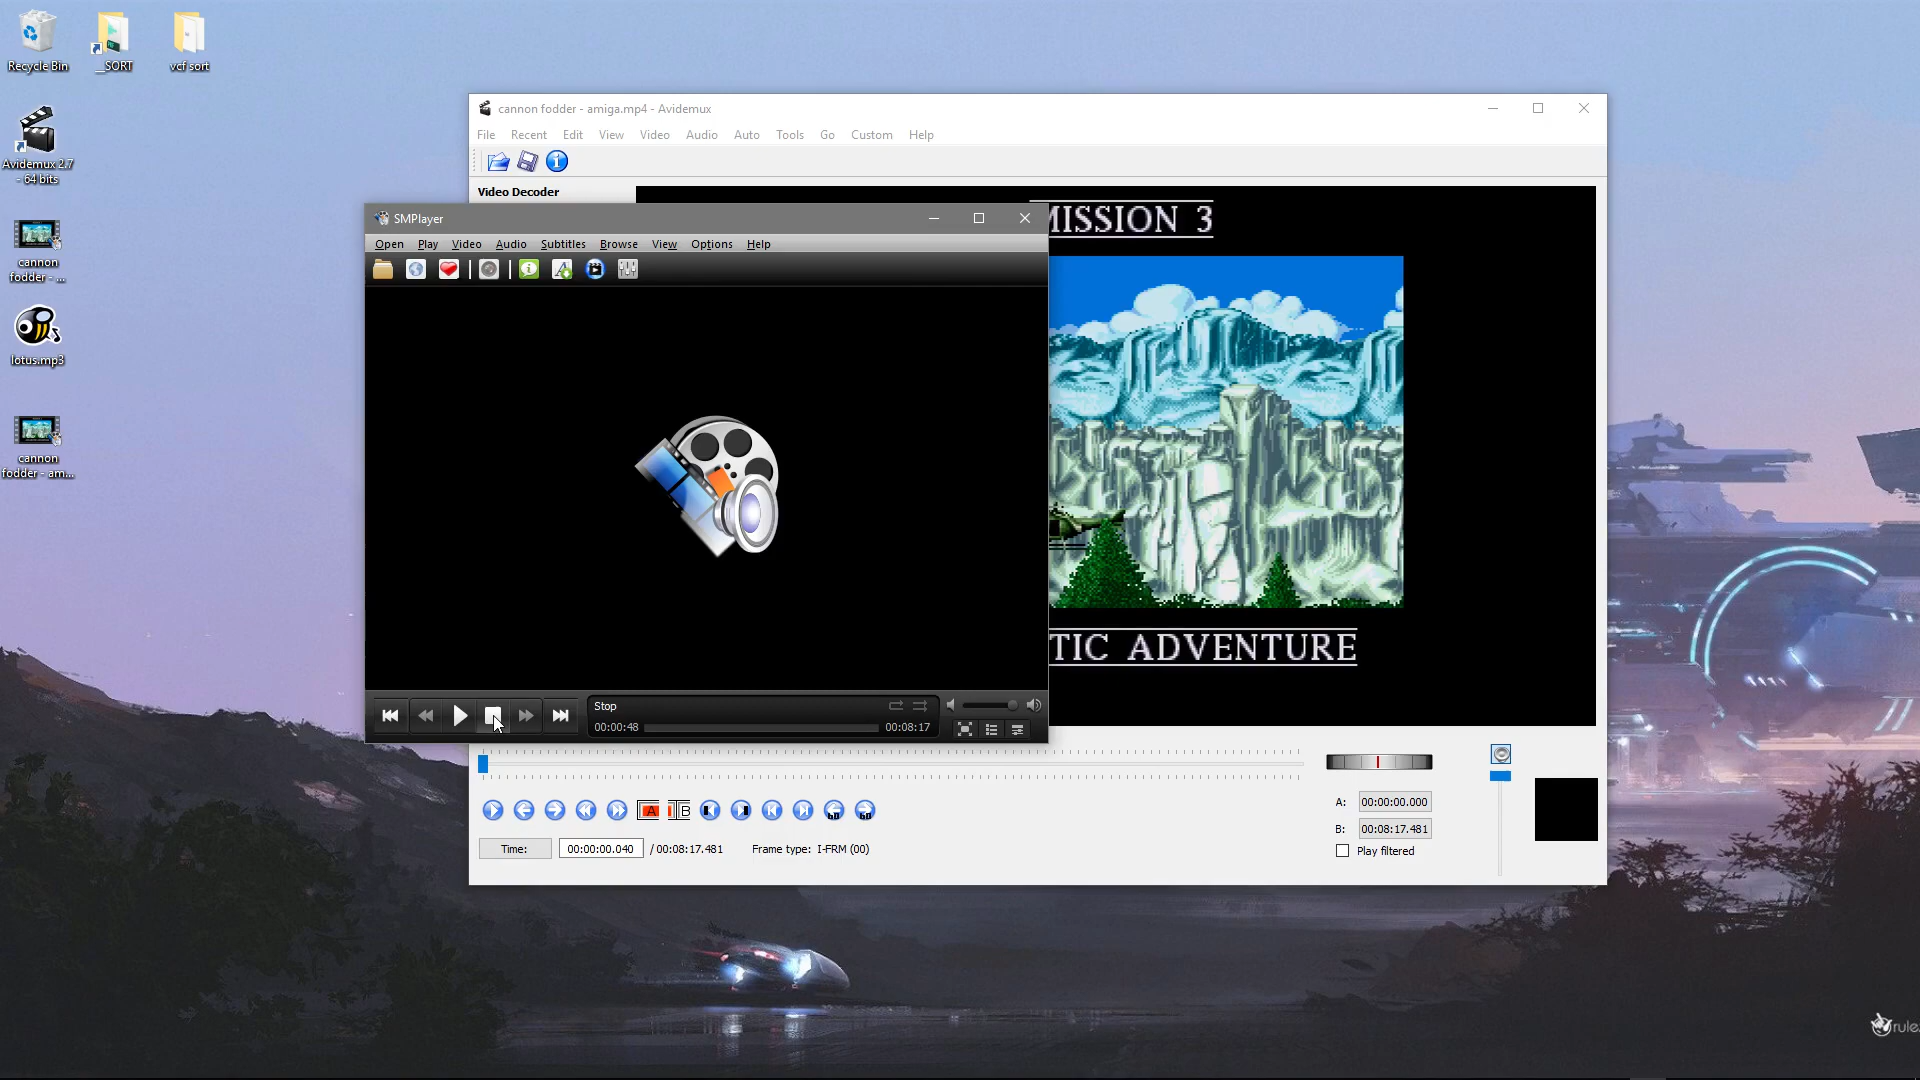 Recycle Bin
__SORT
vcf sort
Avidemux 2.7
- 64 bits
cannon
fodder - ...
lotus.mp3
cannon
fodder - am...
cannon fodder - amiga.mp4 - Avidemux
File Recent Edit View Video Audio Auto Tools Go Custom Help
Video Decoder
MISSION 3
TIC ADVENTURE
SMPlayer
Open Play Video Audio Subtitles Browse View Options Help
Stop
00:00:48 00:08:17
A B
60 60
A: 00:00:00.000
B: 00:08:17.481
Play filtered
Time: 00:00:00.040 / 00:08:17.481 Frame type: I-FRM (00)
rule